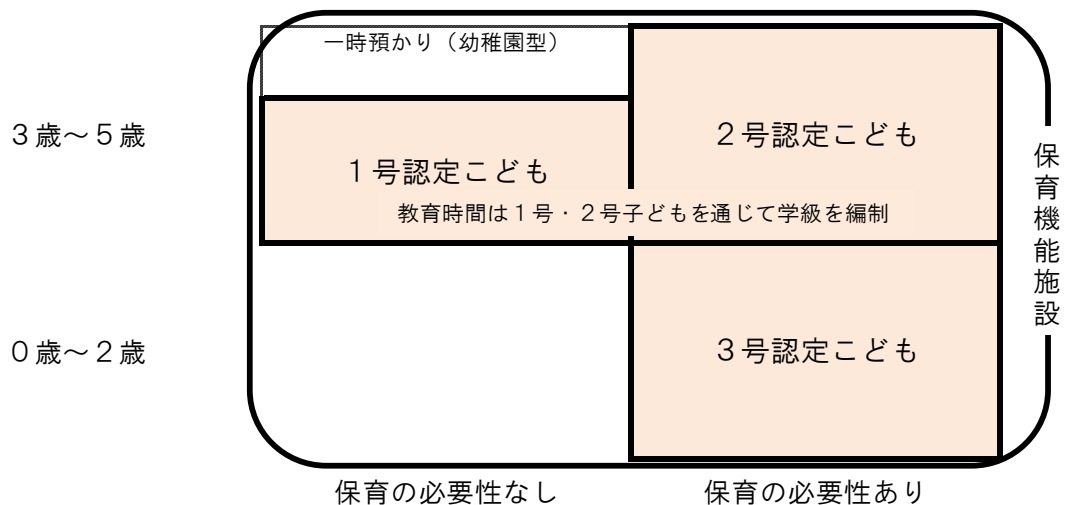 一時預かり（幼稚園型）
３歳～５歳
２号認定こども
１号認定こども
教育時間は１号・２号子どもを通じて学級を編制
保育機能施設
０歳～２歳
３号認定こども
保育の必要性なし
保育の必要性あり